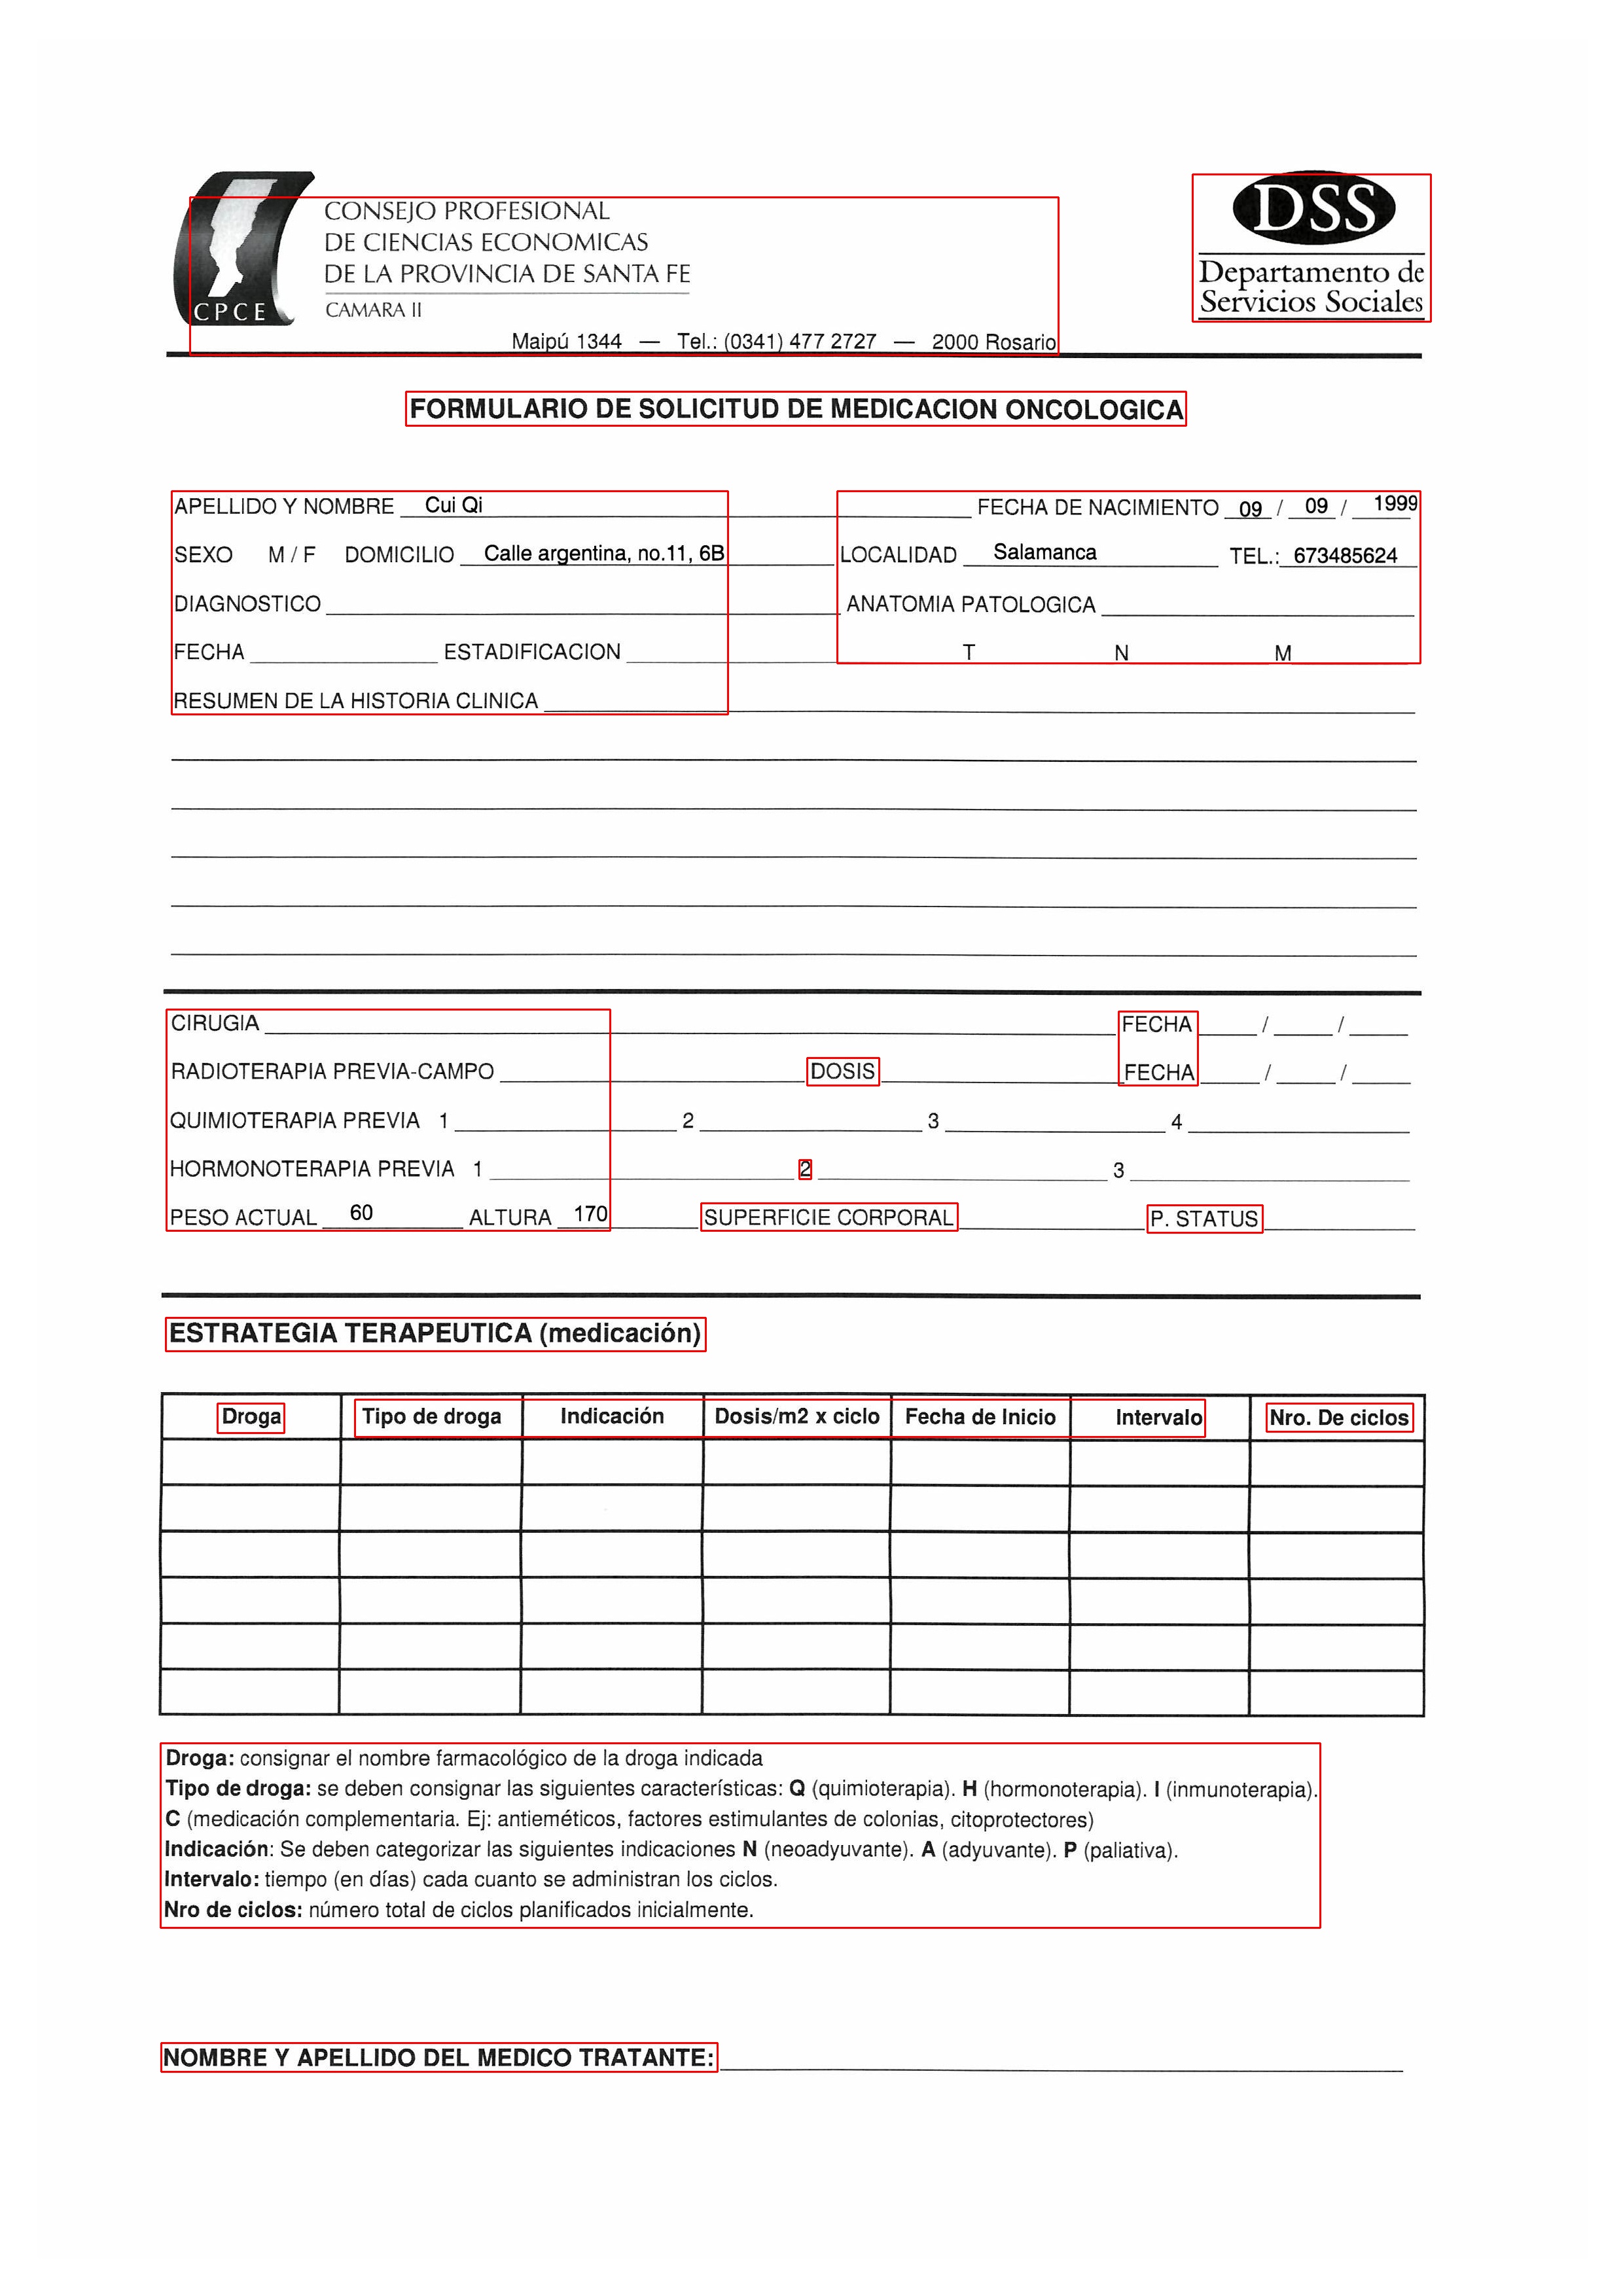 CPCE
CONSEJO PROFESIONAL
DE CIENCIAS ECONOMICAS
DE LA PROVINCIA DE SANTA FE
CAMARA II
Maipú 1344 — Tel.: (0341) 477 2727 — 2000 Rosario
DSS
Departamento de
Servicios Sociales
FORMULARIO DE SOLICITUD DE MEDICACION ONCOLOGICA
APELLIDO Y NOMBRE Cui Qi FECHA DE NACIMIENTO 09 / 09 / 1999
SEXO M / F DOMICILIO Calle argentina, no.11, 6B LOCALIDAD Salamanca TEL.: 673485624
DIAGNOSTICO ANATOMIA PATOLOGICA
FECHA ESTADIFICACION T N M
RESUMEN DE LA HISTORIA CLINICA
CIRUGIA FECHA / /
RADIOTERAPIA PREVIA-CAMPO DOSIS FECHA / /
QUIMIOTERAPIA PREVIA 1 2 3 4
HORMONOTERAPIA PREVIA 1 2 3
PESO ACTUAL 60 ALTURA 170 SUPERFICIE CORPORAL P. STATUS
ESTRATEGIA TERAPEUTICA (medicación)
Droga Tipo de droga Indicación Dosis/m2 x ciclo Fecha de Inicio Intervalo Nro. De ciclos
Droga: consignar el nombre farmacológico de la droga indicada
Tipo de droga: se deben consignar las siguientes características: Q (quimioterapia). H (hormonoterapia). I (inmunoterapia).
C (medicación complementaria. Ej: antieméticos, factores estimulantes de colonias, citoprotectores)
Indicación: Se deben categorizar las siguientes indicaciones N (neoadyuvante). A (adyuvante). P (paliativa).
Intervalo: tiempo (en días) cada cuanto se administran los ciclos.
Nro de ciclos: número total de ciclos planificados inicialmente.
NOMBRE Y APELLIDO DEL MEDICO TRATANTE: